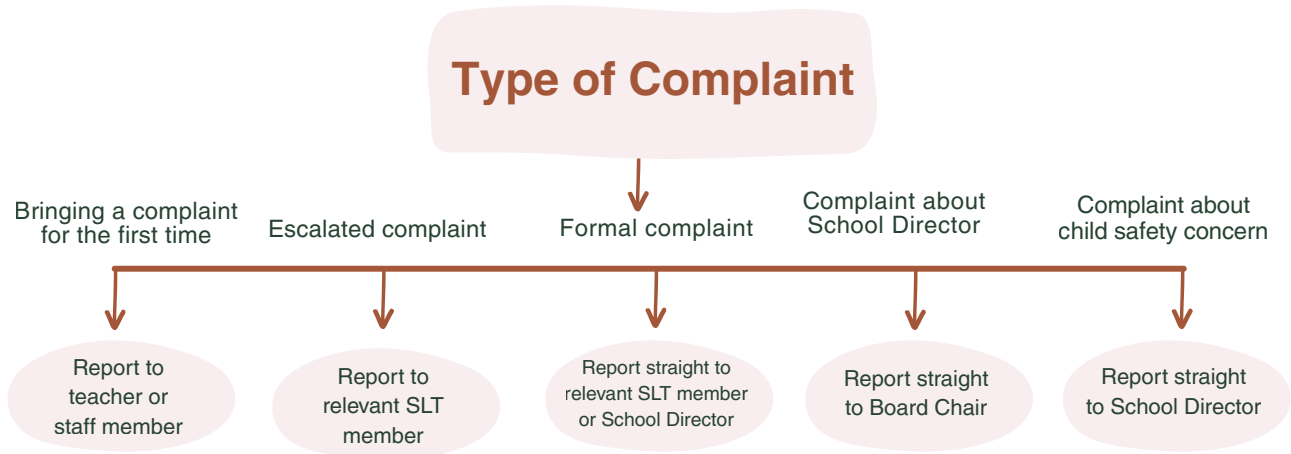 Type of Complaint
Bringing a complaint
for the first time
Escalated complaint
Formal complaint
Complaint about
School Director
Complaint about
child safety concern
Report to
teacher or
staff member
Report to
relevant SLT
member
Report straight to
relevant SLT member
or School Director
Report straight
to Board Chair
Report straight
to School Director